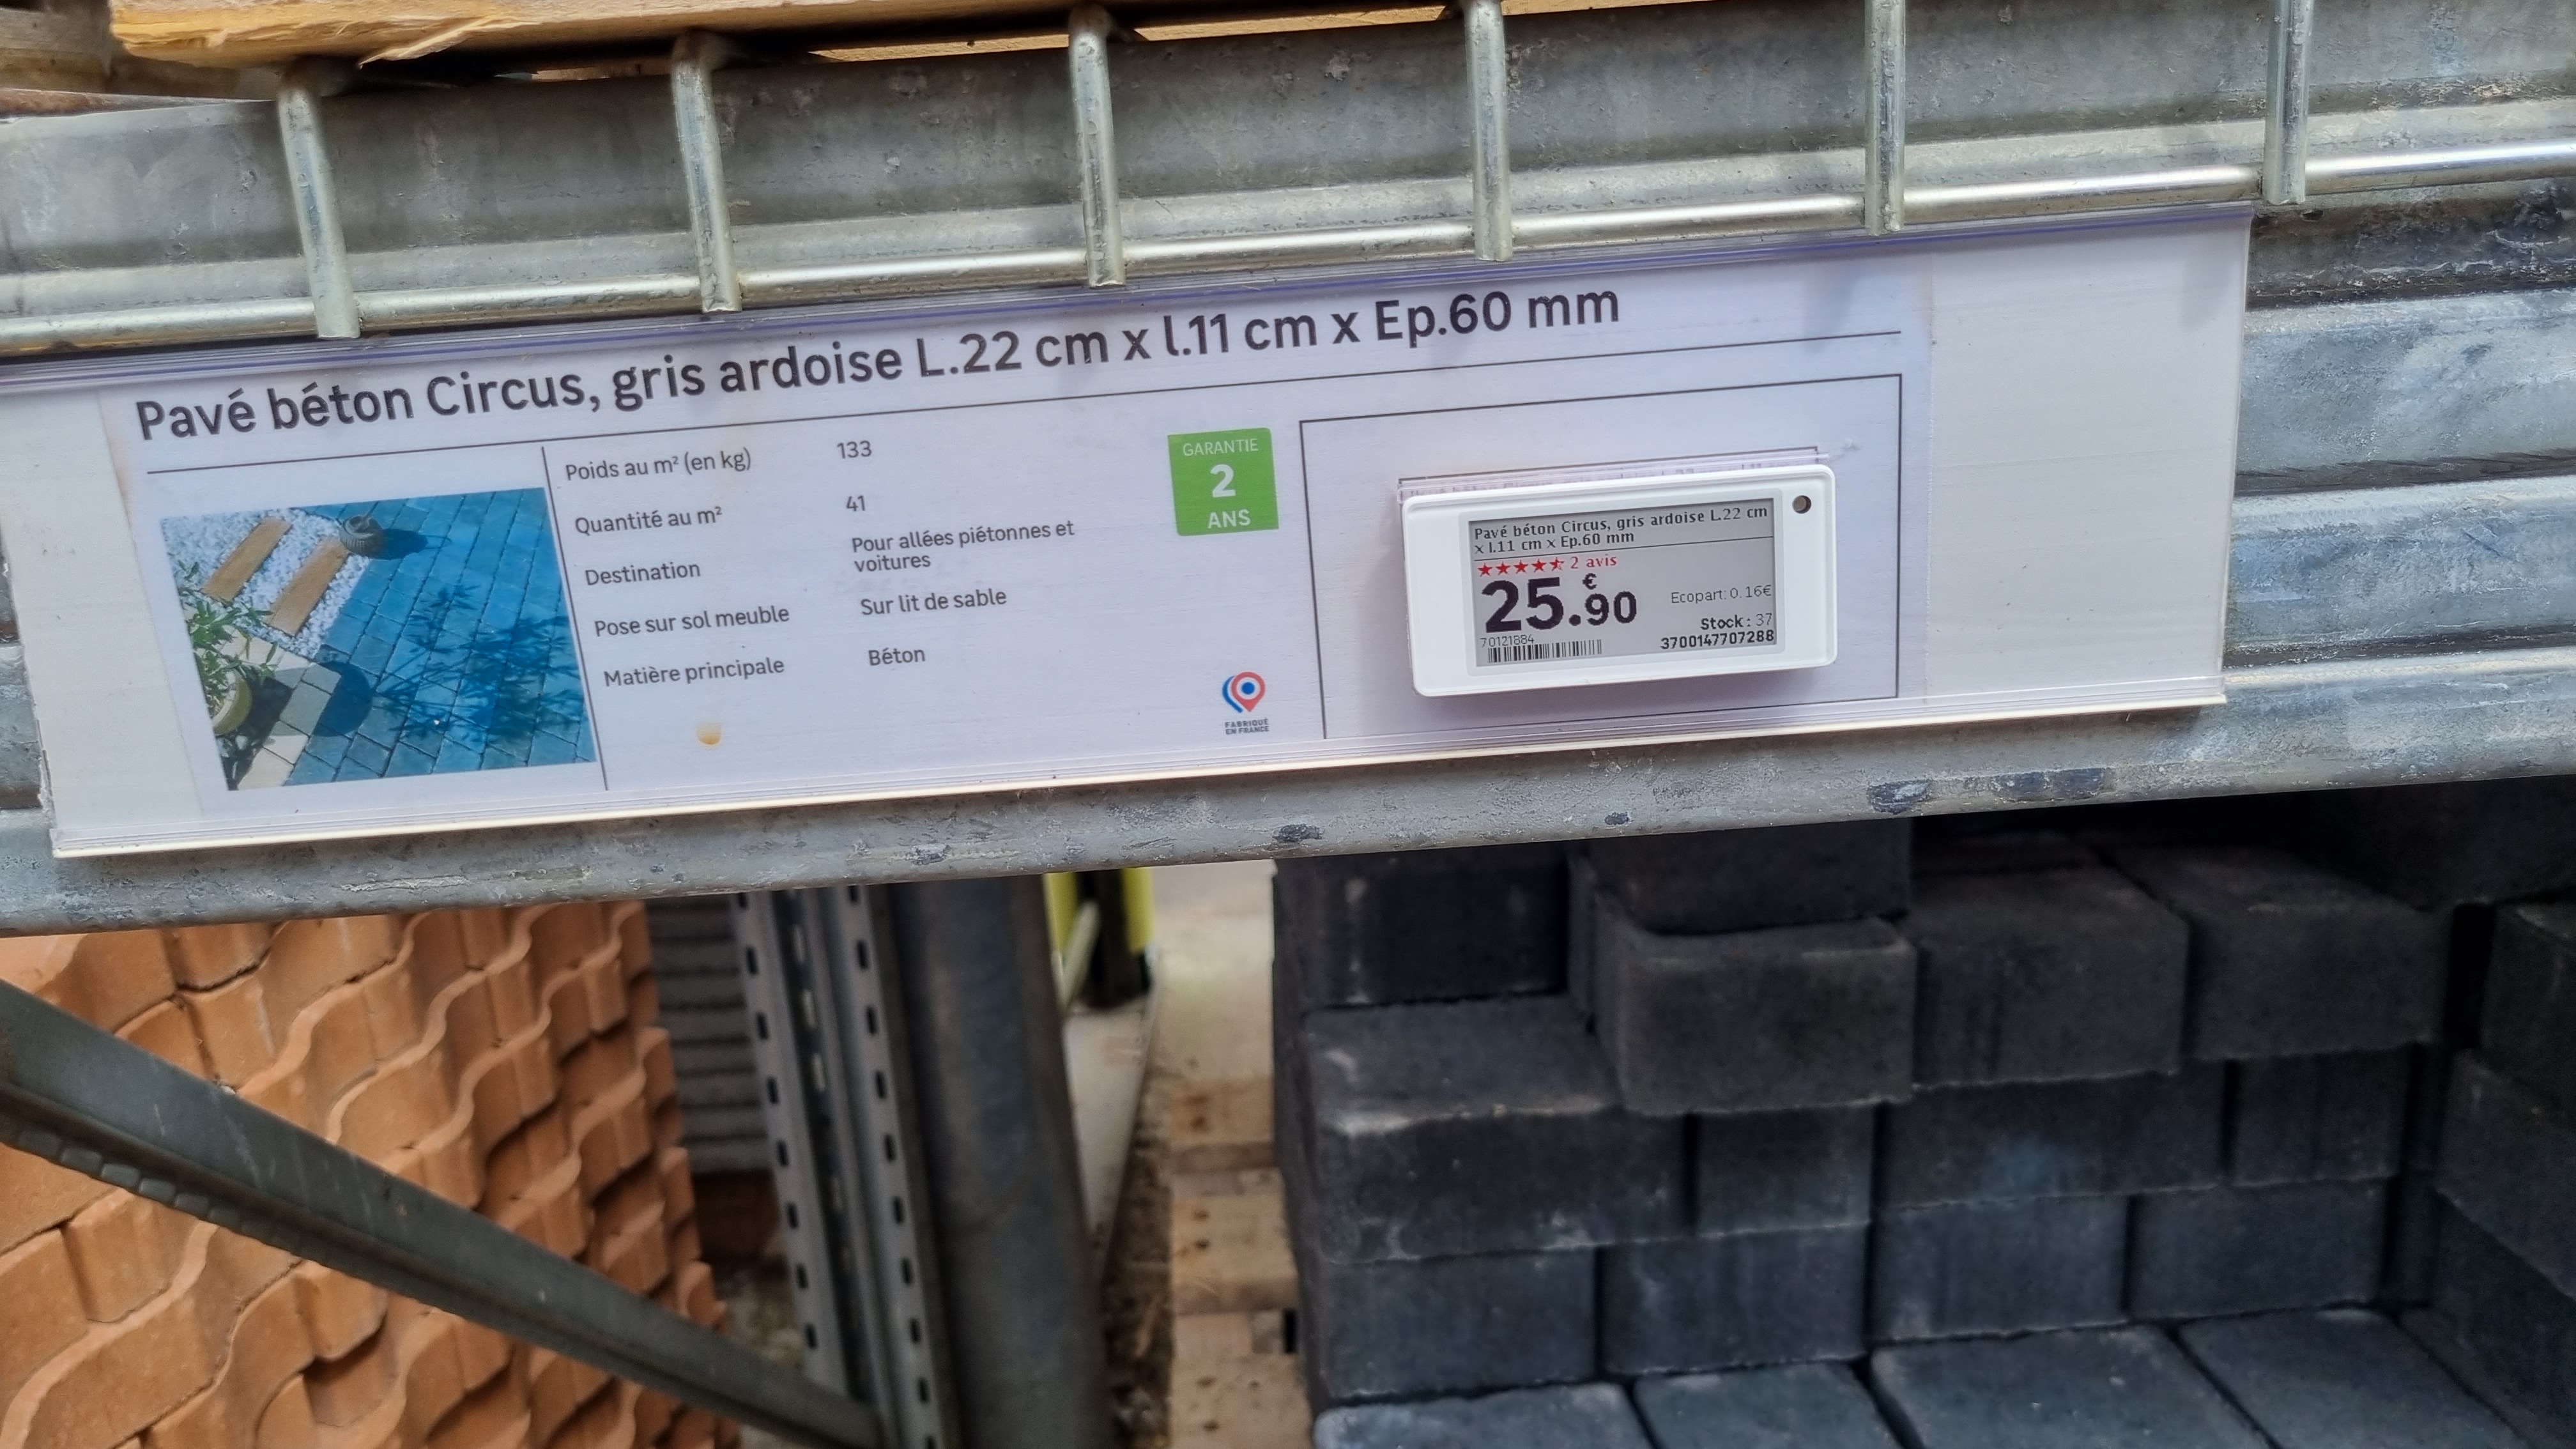 Pavé béton Circus, gris ardoise L.22 cm x l.11 cm x Ep.60 mm
Poids au m² (en kg) 133
Quantité au m² 41
Destination Pour allées piétonnes et
voitures
Pose sur sol meuble Sur lit de sable
Matière principale Béton
GARANTIE
2
ANS
FABRIQUÉ
EN FRANCE
Pavé béton Circus, gris ardoise L.22 cm
x l.11 cm x Ep.60 mm
2 avis
25.€90
Ecopart: 0.16€
Stock : 37
70121884
3700147707288